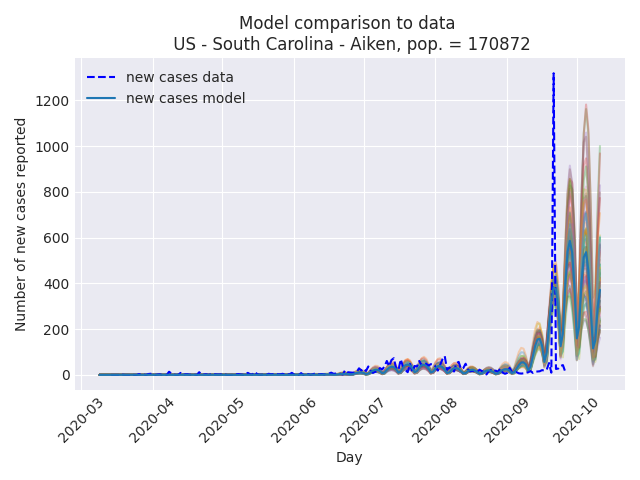 Model comparison to data
US - South Carolina - Aiken, pop. = 170872
new cases data
new cases model
Number of new cases reported
1200
1000
800
600
400
200
0
2020-03
2020-04
2020-05
2020-06
2020-07
2020-08
2020-09
2020-10
Day